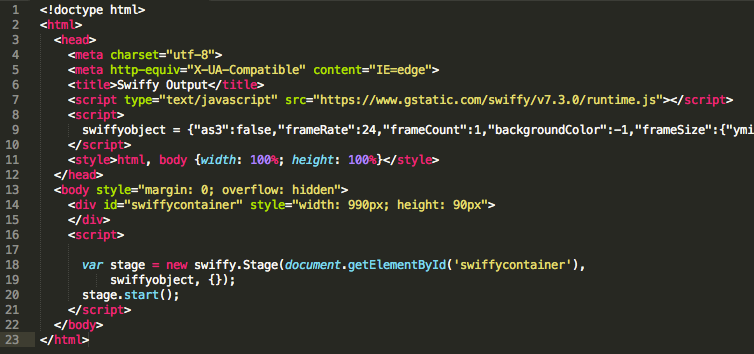 1 <!doctype html>
2 <html>
3 <head>
4 <meta charset="utf-8">
5 <meta http-equiv="X-UA-Compatible" content="IE=edge">
6 <title>Swiffy Output</title>
7 <script type="text/javascript" src="https://www.gstatic.com/swiffy/v7.3.0/runtime.js"></script>
8 <script>
9 swiffyobject = {"as3":false,"frameRate":24,"frameCount":1,"backgroundColor":-1,"frameSize":{"ymi
10 </script>
11 <style>html, body {width: 100%; height: 100%}</style>
12 </head>
13 <body style="margin: 0; overflow: hidden">
14 <div id="swiffycontainer" style="width: 990px; height: 90px">
15 </div>
16 <script>
17
18 var stage = new swiffy.Stage(document.getElementById('swiffycontainer'),
19 swiffyobject, {});
20 stage.start();
21 </script>
22 </body>
23 </html>